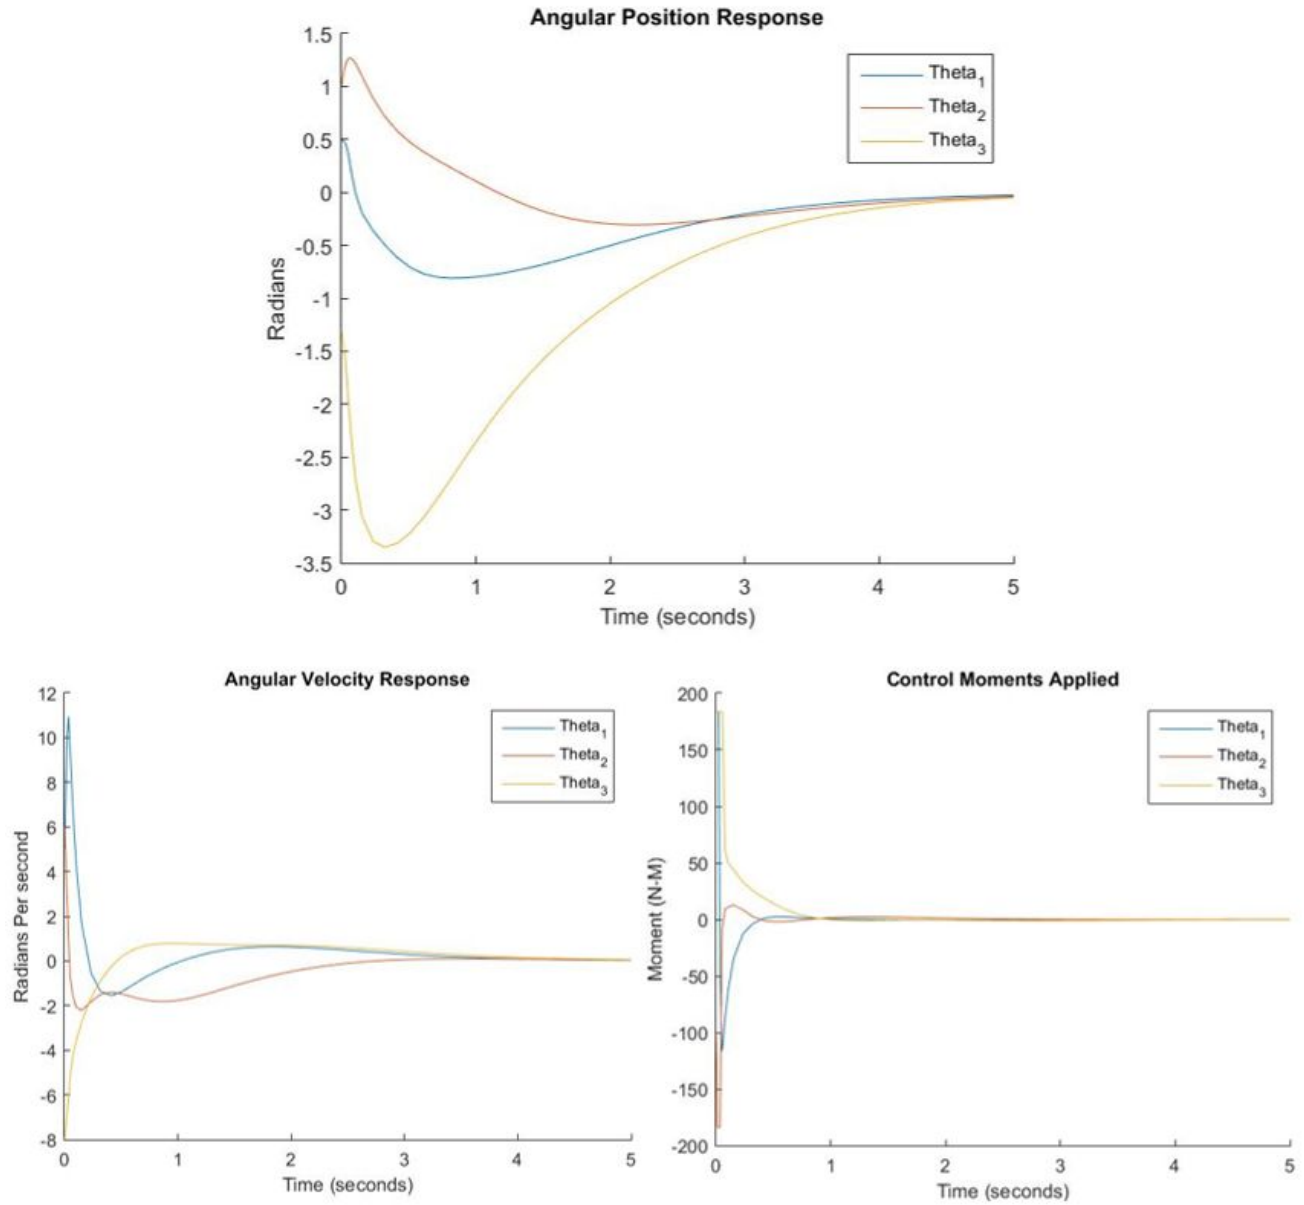 Angular Position Response
1.5
1
0.5
0
-0.5
-1
-1.5
-2
-2.5
-3
-3.5
Radians
Theta1
Theta2
Theta3
0 1 2 3 4 5
Time (seconds)
Angular Velocity Response
12
10
8
6
4
2
0
-2
-4
-6
-8
Radians Per second
Theta1
Theta2
Theta3
0 1 2 3 4 5
Time (seconds)
Control Moments Applied
200
150
100
50
0
-50
-100
-150
-200
Moment (N-M)
Theta1
Theta2
Theta3
0 1 2 3 4 5
Time (seconds)